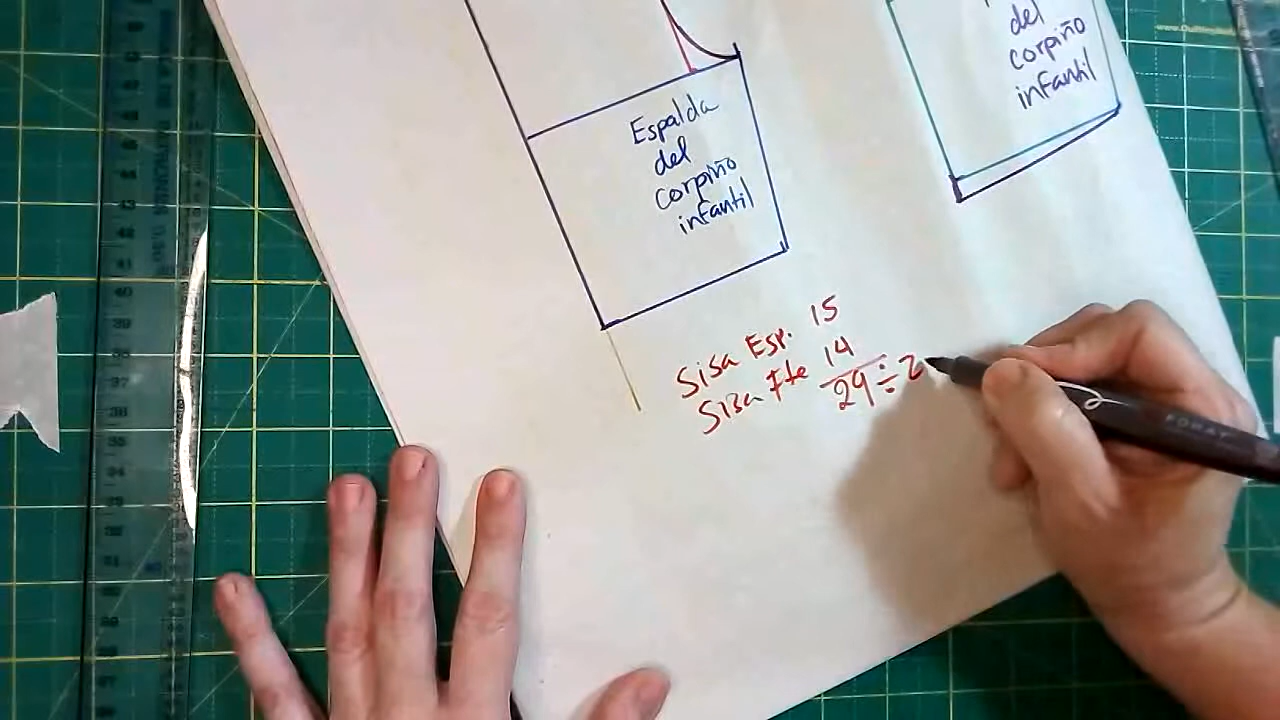 Espalda
del
corpiño
infantil
del
corpiño
infantil
Sisa Esp. 15
Sisa Fte 14
29÷2